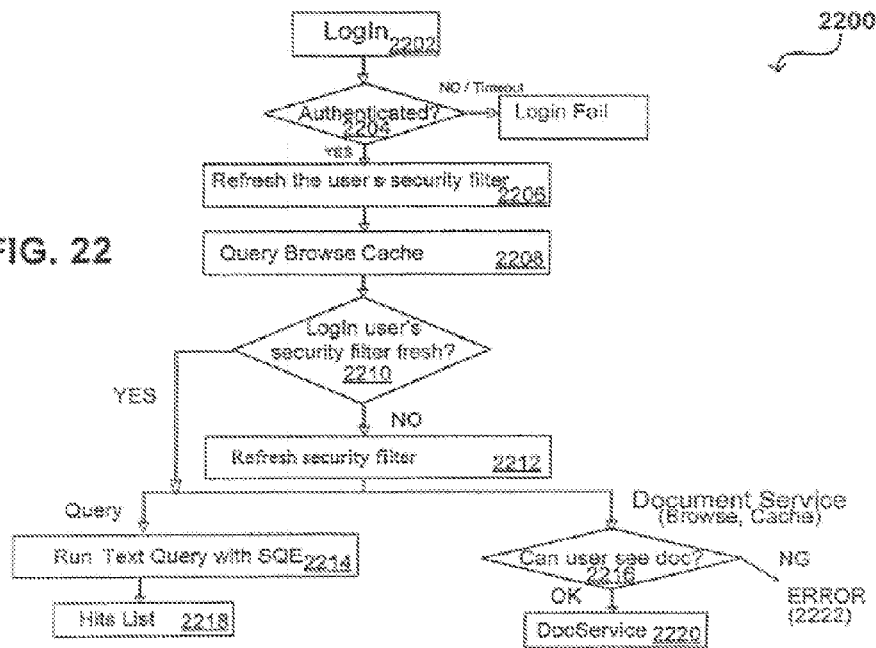 2200
LogIn 2202
NO / Timeout
Authenticated?
2204
Login Fail
YES
Refresh the user's security filter
2206
FIG. 22
Query Browse Cache 2208
LogIn user's
security filter fresh?
2210
YES
NO
Refresh security filter 2212
Query
Document Service
(Browse, Cache)
Run Text Query with SQE 2214
Can user see doc?
2216
NG
OK
ERROR
(2222)
Hits List 2218
DocService 2220